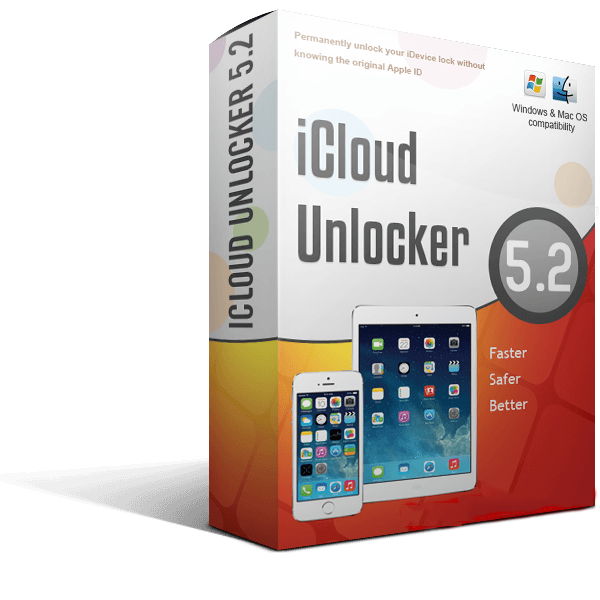 ICLOUD UNLOCKER 5.2
Permanently unlock your iDevice lock without
knowing the original Apple ID
Windows & Mac OS
compatibility
iCloud
Unlocker
5.2
Faster
Safer
Better